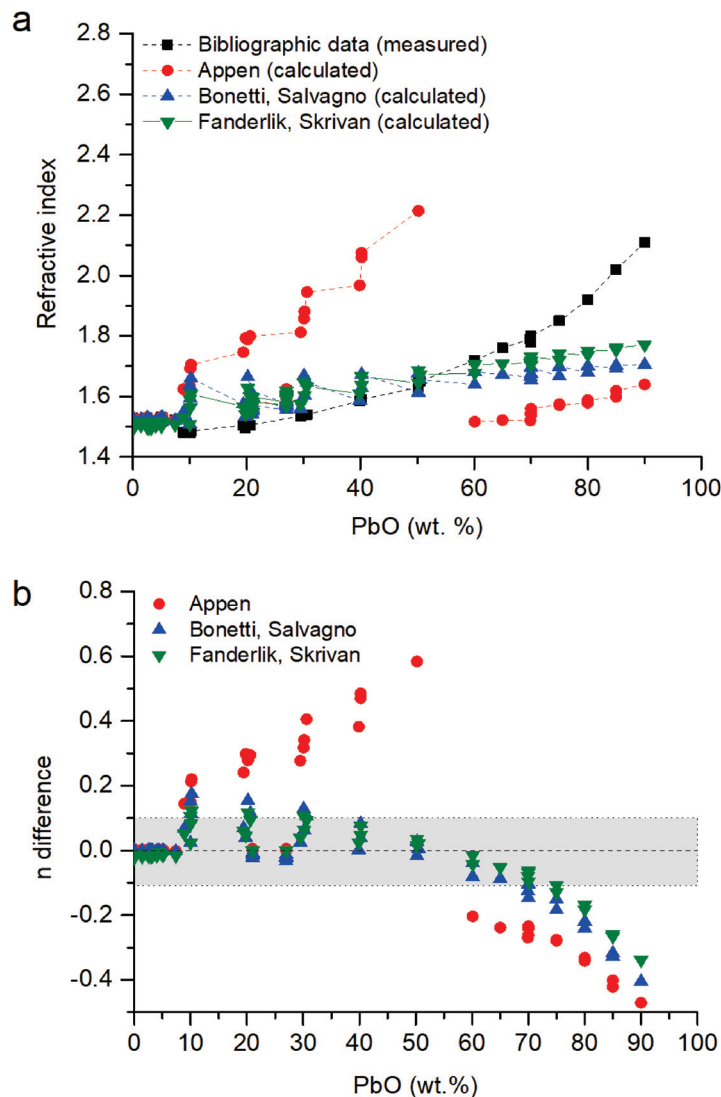 a
2.8
2.6
2.4
2.2
2.0
1.8
1.6
1.4
Refractive index
Bibliographic data (measured)
Appen (calculated)
Bonetti, Salvagno (calculated)
Fanderlik, Skrivan (calculated)
0 20 40 60 80 100
PbO (wt. %)
b
0.8
0.6
0.4
0.2
0.0
-0.2
-0.4
n difference
Appen
Bonetti, Salvagno
Fanderlik, Skrivan
0 10 20 30 40 50 60 70 80 90 100
PbO (wt.%)